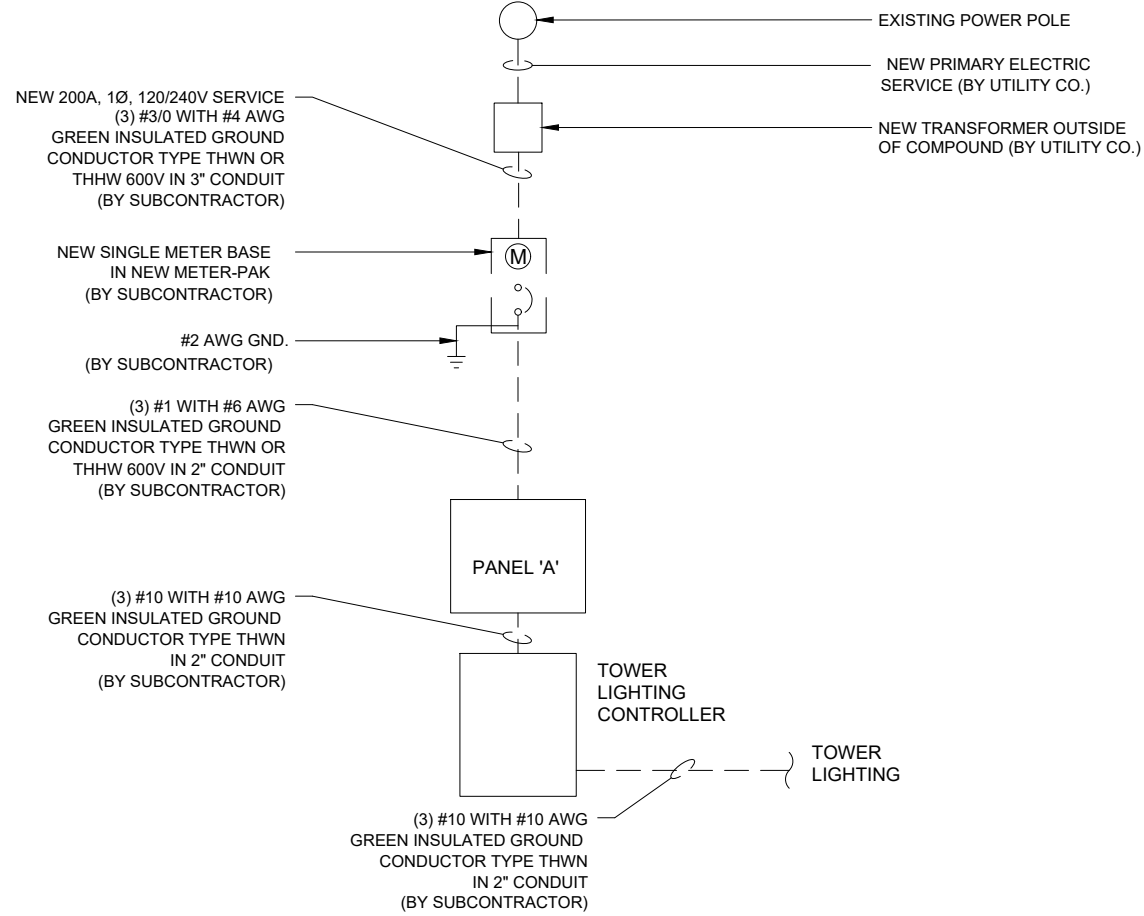 EXISTING POWER POLE
NEW PRIMARY ELECTRIC
SERVICE (BY UTILITY CO.)
NEW 200A, 1Ø, 120/240V SERVICE
(3) #3/0 WITH #4 AWG
GREEN INSULATED GROUND
CONDUCTOR TYPE THWN OR
THHW 600V IN 3" CONDUIT
(BY SUBCONTRACTOR)
NEW TRANSFORMER OUTSIDE
OF COMPOUND (BY UTILITY CO.)
NEW SINGLE METER BASE
IN NEW METER-PAK
(BY SUBCONTRACTOR)
M
#2 AWG GND.
(BY SUBCONTRACTOR)
(3) #1 WITH #6 AWG
GREEN INSULATED GROUND
CONDUCTOR TYPE THWN OR
THHW 600V IN 2" CONDUIT
(BY SUBCONTRACTOR)
PANEL 'A'
(3) #10 WITH #10 AWG
GREEN INSULATED GROUND
CONDUCTOR TYPE THWN
IN 2" CONDUIT
(BY SUBCONTRACTOR)
TOWER
LIGHTING
CONTROLLER
TOWER
LIGHTING
(3) #10 WITH #10 AWG
GREEN INSULATED GROUND
CONDUCTOR TYPE THWN
IN 2" CONDUIT
(BY SUBCONTRACTOR)